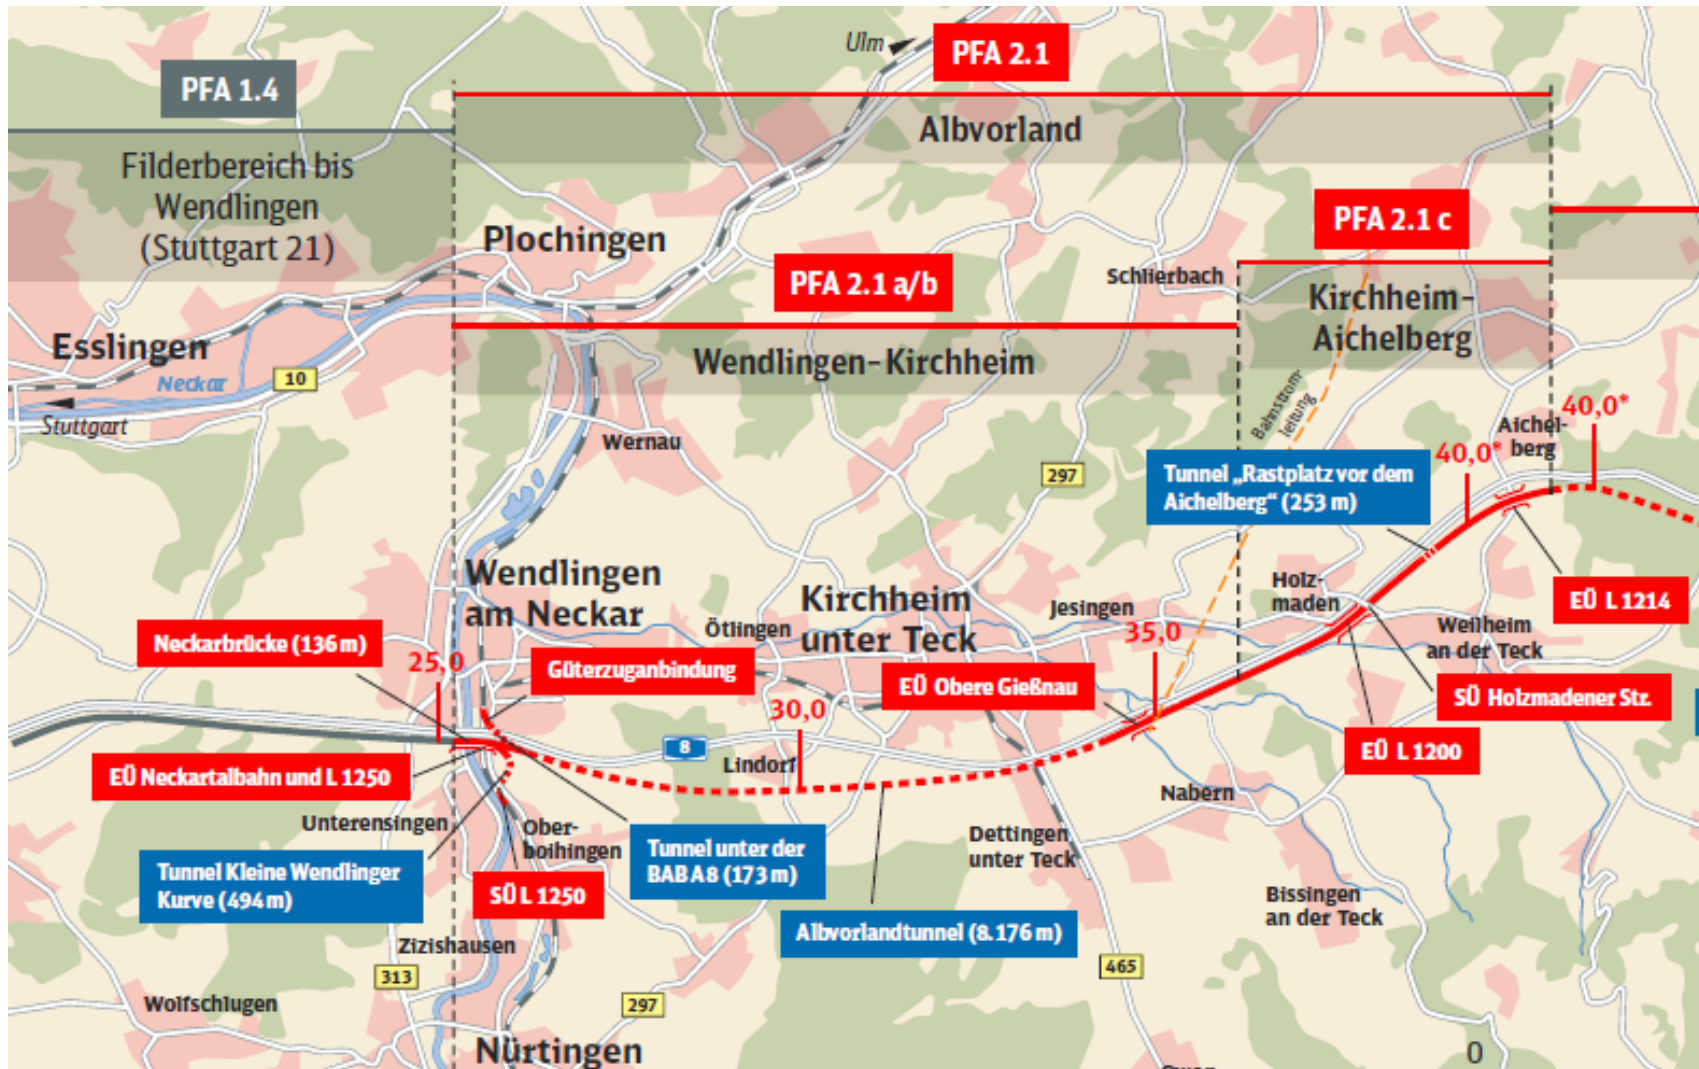 Ulm
PFA 2.1
PFA 1.4
Albvorland
Filderbereich bis
Wendlingen
(Stuttgart 21)
PFA 2.1 c
Plochingen
PFA 2.1 a/b
Schlierbach
Kirchheim-
Aichelberg
Esslingen
Wendlingen-Kirchheim
Neckar
10
Stuttgart
Bahnstrom-
leitung
Wernau
Aichel-
berg
40,0*
40,0*
297
Tunnel „Rastplatz vor dem
Aichelberg“ (253 m)
Wendlingen
am Neckar
Kirchheim
unter Teck
Holz-
maden
EÜ L 1214
Jesingen
Ötlingen
35,0
Weilheim
an der Teck
Neckarbrücke (136 m)
25,0
Güterzuganbindung
EÜ Obere Gießnau
SÜ Holzmadener Str.
30,0
8
EÜ L 1200
Lindorf
EÜ Neckartalbahn und L 1250
Nabern
Unterensingen
Ober-
boihingen
Dettingen
unter Teck
Tunnel unter der
BAB A 8 (173 m)
Tunnel Kleine Wendlinger
Kurve (494 m)
SÜ L 1250
Bissingen
an der Teck
Albvorlandtunnel (8.176 m)
Zizishausen
313
465
Wolfschlugen
297
Nürtingen
0